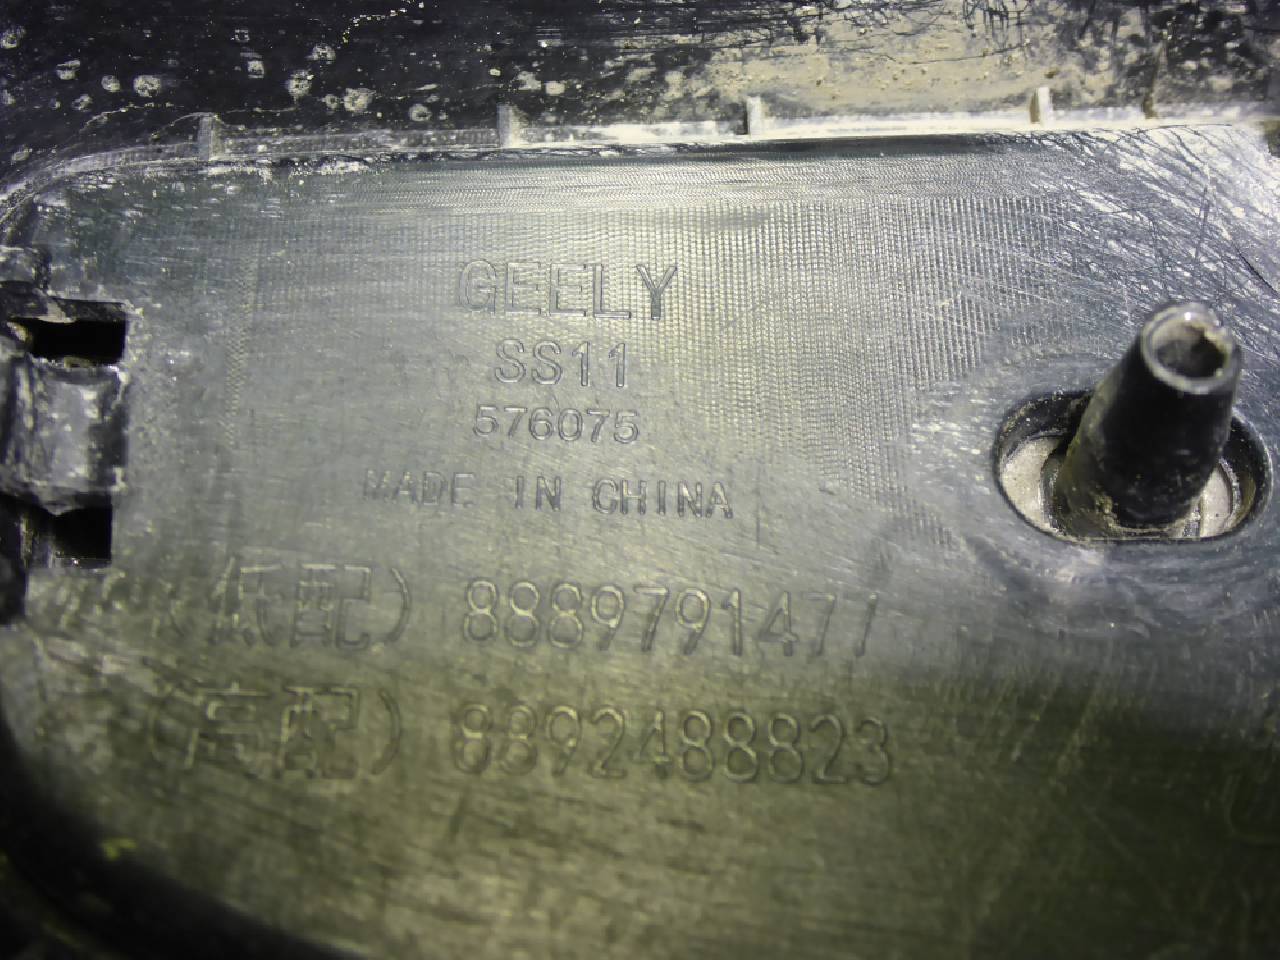 GEELY
SS11
576075
MADE IN CHINA
(低配) 8889791477
(高配) 8892488823